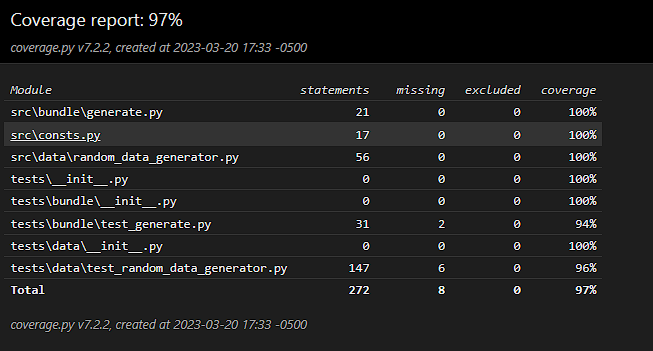 Coverage report: 97%
coverage.py v7.2.2, created at 2023-03-20 17:33 -0500
Module statements missing excluded coverage
src\bundle\generate.py 21 0 0 100%
src\consts.py 17 0 0 100%
src\data\random_data_generator.py 56 0 0 100%
tests\__init__.py 0 0 0 100%
tests\bundle\__init__.py 0 0 0 100%
tests\bundle\test_generate.py 31 2 0 94%
tests\data\__init__.py 0 0 0 100%
tests\data\test_random_data_generator.py 147 6 0 96%
Total 272 8 0 97%
coverage.py v7.2.2, created at 2023-03-20 17:33 -0500